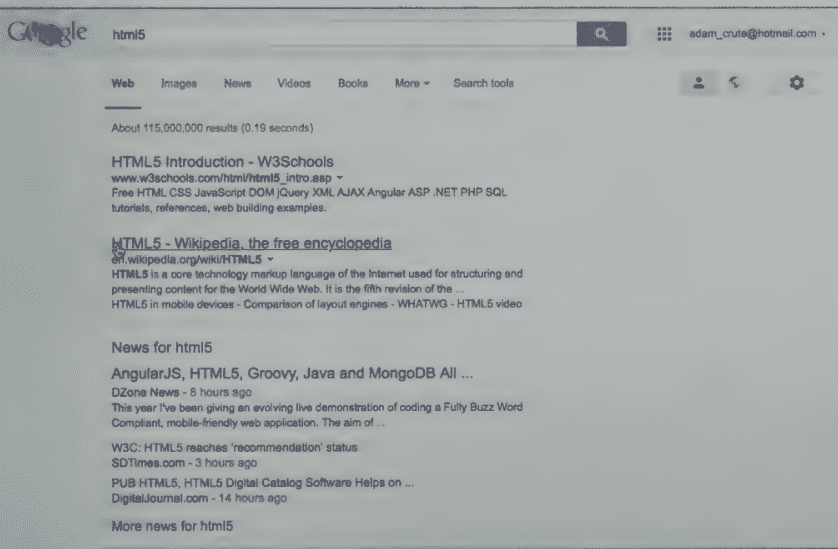 Google
html5
adam_crute@hotmail.com
Web Images News Videos Books More Search tools
About 115,000,000 results (0.19 seconds)
HTML5 Introduction - W3Schools
www.w3schools.com/html/html5_intro.asp
Free HTML CSS JavaScript DOM jQuery XML AJAX Angular ASP .NET PHP SQL
tutorials, references, web building examples.
HTML5 - Wikipedia, the free encyclopedia
en.wikipedia.org/wiki/HTML5
HTML5 is a core technology markup language of the Internet used for structuring and
presenting content for the World Wide Web. It is the fifth revision of the ...
HTML5 in mobile devices - Comparison of layout engines - WHATWG - HTML5 video
News for html5
AngularJS, HTML5, Groovy, Java and MongoDB All ...
DZone News - 8 hours ago
This year I've been giving an evolving live demonstration of coding a Fully Buzz Word
Compliant, mobile-friendly web application. The aim of ...
W3C: HTML5 reaches 'recommendation' status
SDTimes.com - 3 hours ago
PUB HTML5, HTML5 Digital Catalog Software Helps on ...
DigitalJournal.com - 14 hours ago
More news for html5